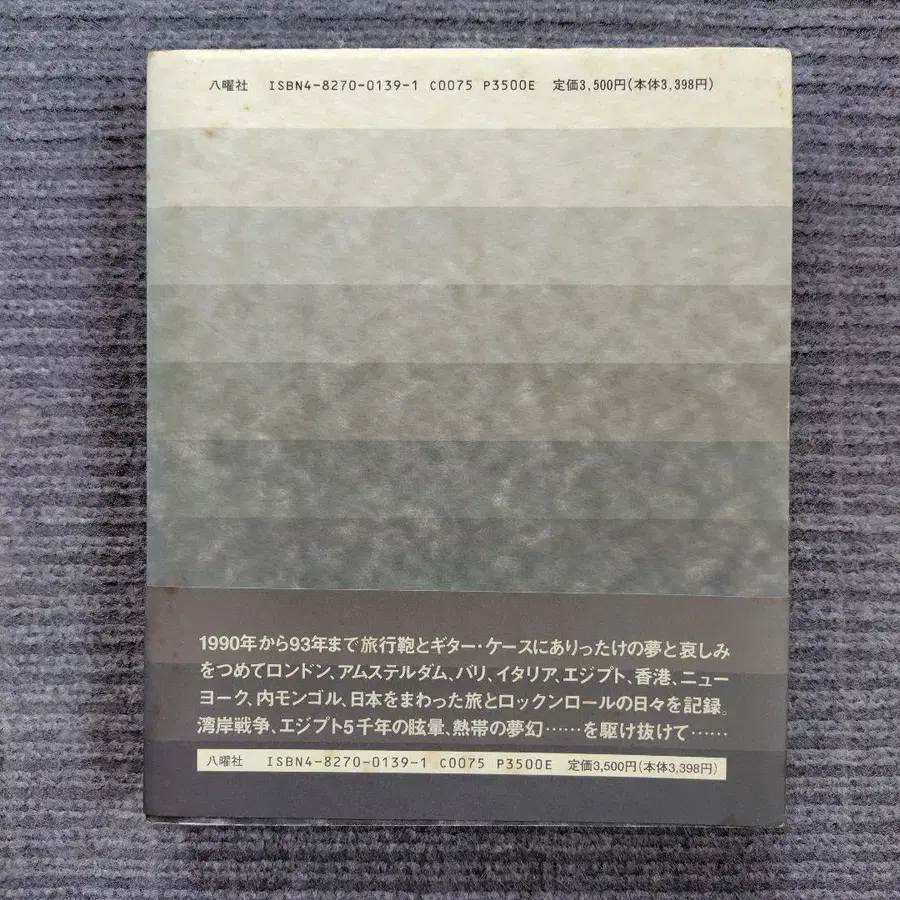 八曜社 ISBN4-8270-0139-1 C0075 P3500E 定価3,500円(本体3,398円)
1990年から93年まで旅行鞄とギター・ケースにありったけの夢と哀しみ
をつめてロンドン、アムステルダム、バリ、イタリア、エジプト、香港、ニュー
ヨーク、内モンゴル、日本をまわった旅とロックンロールの日々を記録。
湾岸戦争、エジプト5千年の眩暈、熱帯の夢幻……を駆け抜けて……
八曜社 ISBN4-8270-0139-1 C0075 P3500E 定価3,500円(本体3,398円)